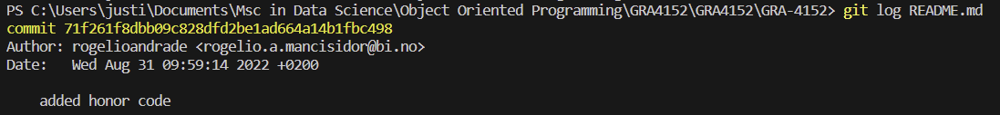 PS C:\Users\justi\Documents\Msc in Data Science\Object Oriented Programming\GRA4152\GRA4152\GRA-4152> git log README.md
commit 71f261f8dbb09c828dfd2be1ad664a14b1fbc498
Author: rogelioandrade <rogelio.a.mancisidor@bi.no>
Date:   Wed Aug 31 09:59:14 2022 +0200
    added honor code